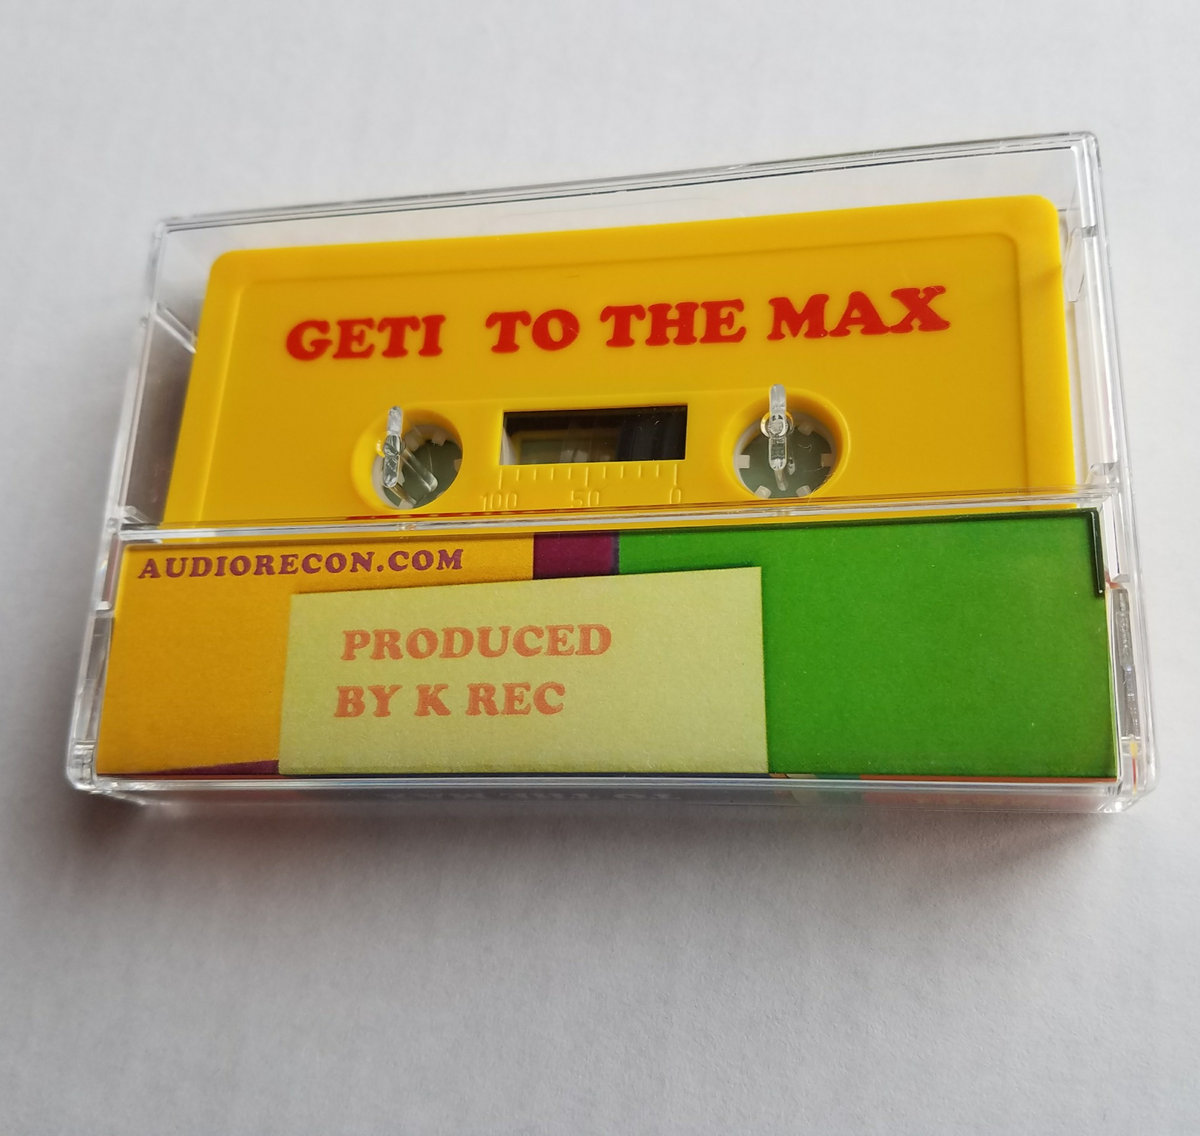 GETI TO THE MAX
100 50 0
AUDIORECON.COM
PRODUCED
BY K REC